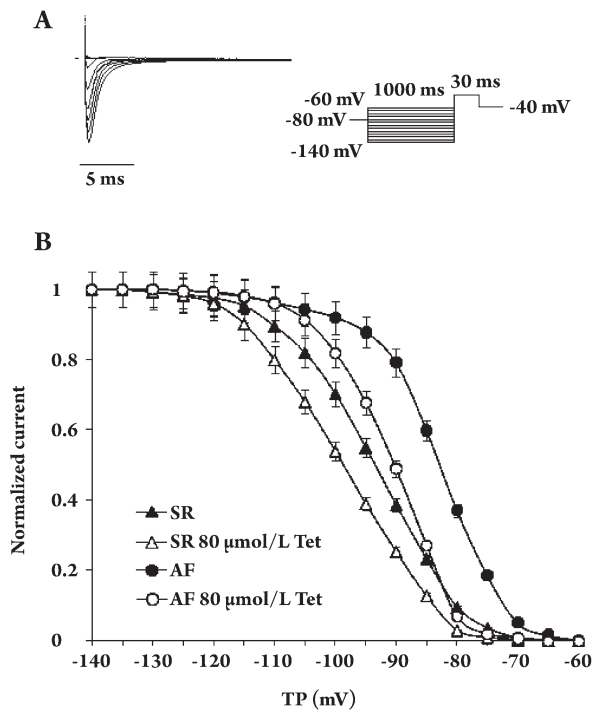 A
5 ms
1000 ms
30 ms
-60 mV
-80 mV
-140 mV
-40 mV
B
Normalized current
1
0.8
0.6
0.4
0.2
0
SR
SR 80 µmol/L Tet
AF
AF 80 µmol/L Tet
-140 -130 -120 -110 -100 -90 -80 -70 -60
TP (mV)